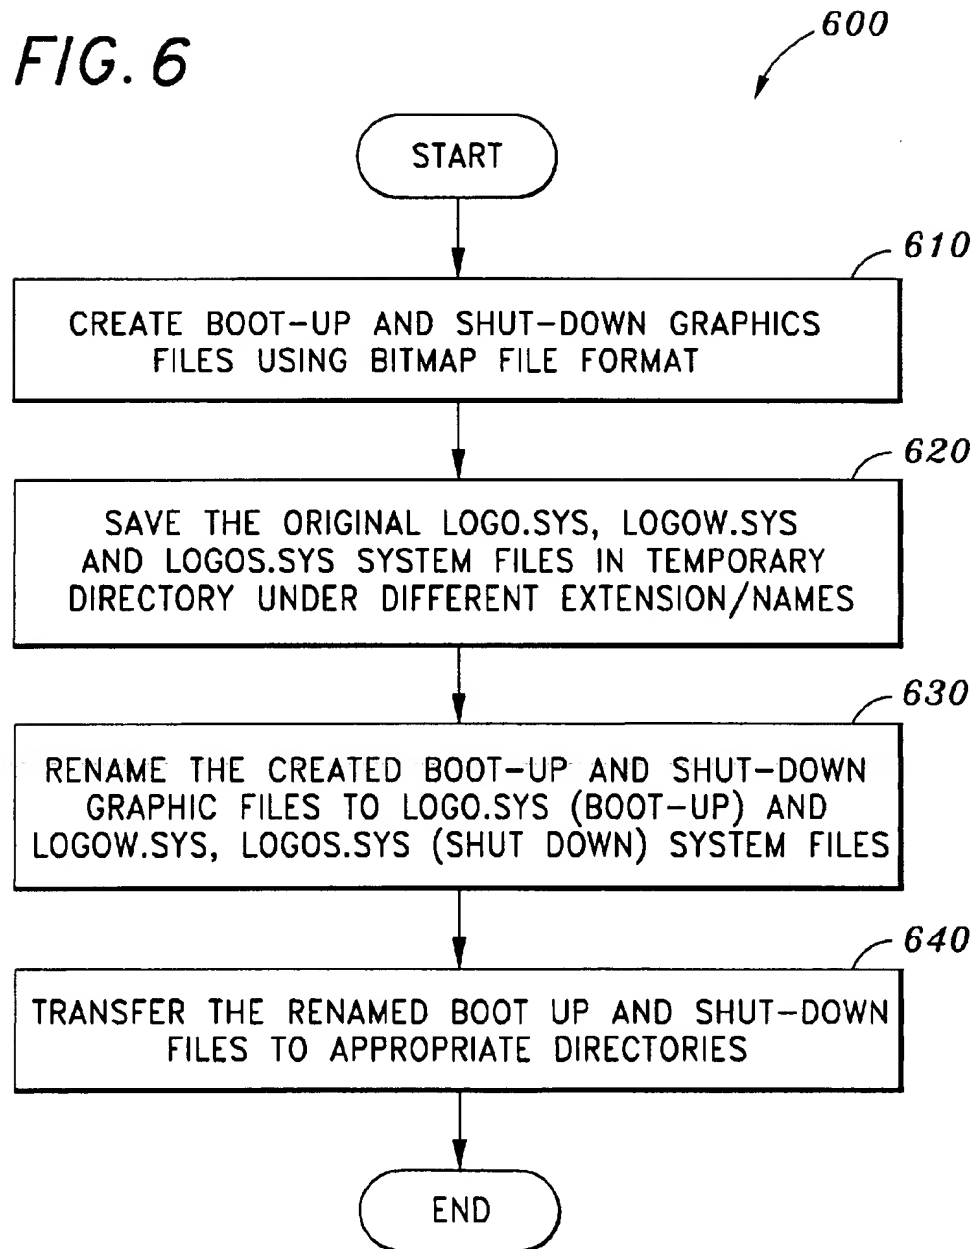 FIG. 6
600
START
610
CREATE BOOT-UP AND SHUT-DOWN GRAPHICS
FILES USING BITMAP FILE FORMAT
620
SAVE THE ORIGINAL LOGO.SYS, LOGOW.SYS
AND LOGOS.SYS SYSTEM FILES IN TEMPORARY
DIRECTORY UNDER DIFFERENT EXTENSION/NAMES
630
RENAME THE CREATED BOOT-UP AND SHUT-DOWN
GRAPHIC FILES TO LOGO.SYS (BOOT-UP) AND
LOGOW.SYS, LOGOS.SYS (SHUT DOWN) SYSTEM FILES
640
TRANSFER THE RENAMED BOOT UP AND SHUT-DOWN
FILES TO APPROPRIATE DIRECTORIES
END